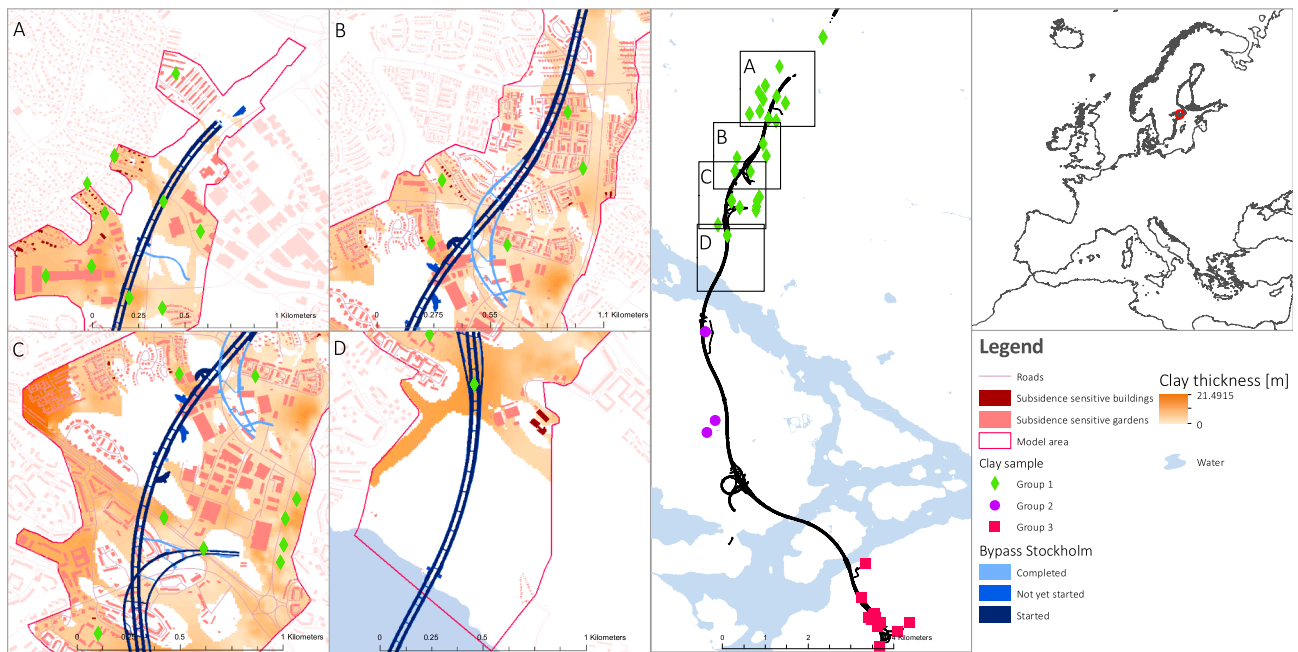 A
0 0.25 0.5 1 Kilometers
B
0 0.275 0.55 1.1 Kilometers
C
0 0.25 0.5 1 Kilometers
D
0 0.25 0.5 1 Kilometers
A
B
C
D
0 1 2 4 Kilometers
Legend
Roads
Subsidence sensitive buildings
Subsidence sensitive gardens
Model area
Clay sample
Group 1
Group 2
Group 3
Bypass Stockholm
Completed
Not yet started
Started
Clay thickness [m]
21.4915
0
Water